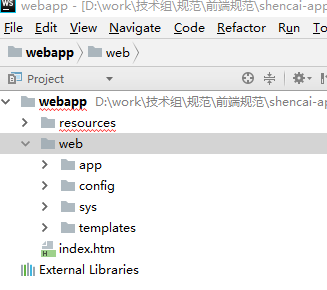 WS webapp - [D:\work\技术组\规范\前端规范\shencai-ap
File Edit View Navigate Code Refactor Run T
webapp web
Project
webapp D:\work\技术组\规范\前端规范\shencai-ap
resources
web
app
config
sys
templates
index.htm
External Libraries